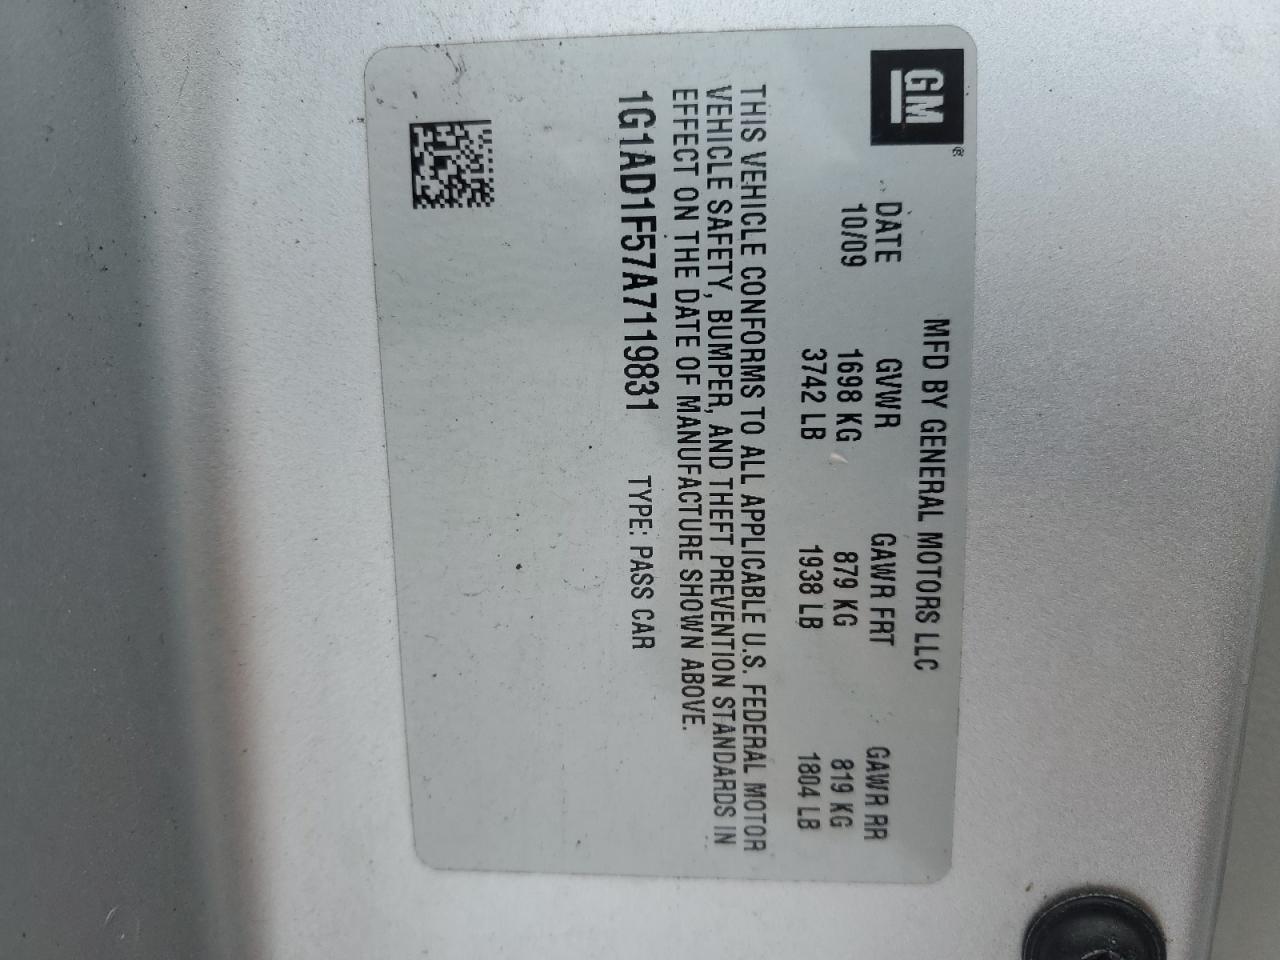 GM®
MFD BY GENERAL MOTORS LLC
DATE GVWR GAWR FRT GAWR RR
10/09 1698 KG 879 KG 819 KG
3742 LB 1938 LB 1804 LB
THIS VEHICLE CONFORMS TO ALL APPLICABLE U.S. FEDERAL MOTOR
VEHICLE SAFETY, BUMPER, AND THEFT PREVENTION STANDARDS IN
EFFECT ON THE DATE OF MANUFACTURE SHOWN ABOVE.
1G1AD1F57A7119831 TYPE: PASS CAR